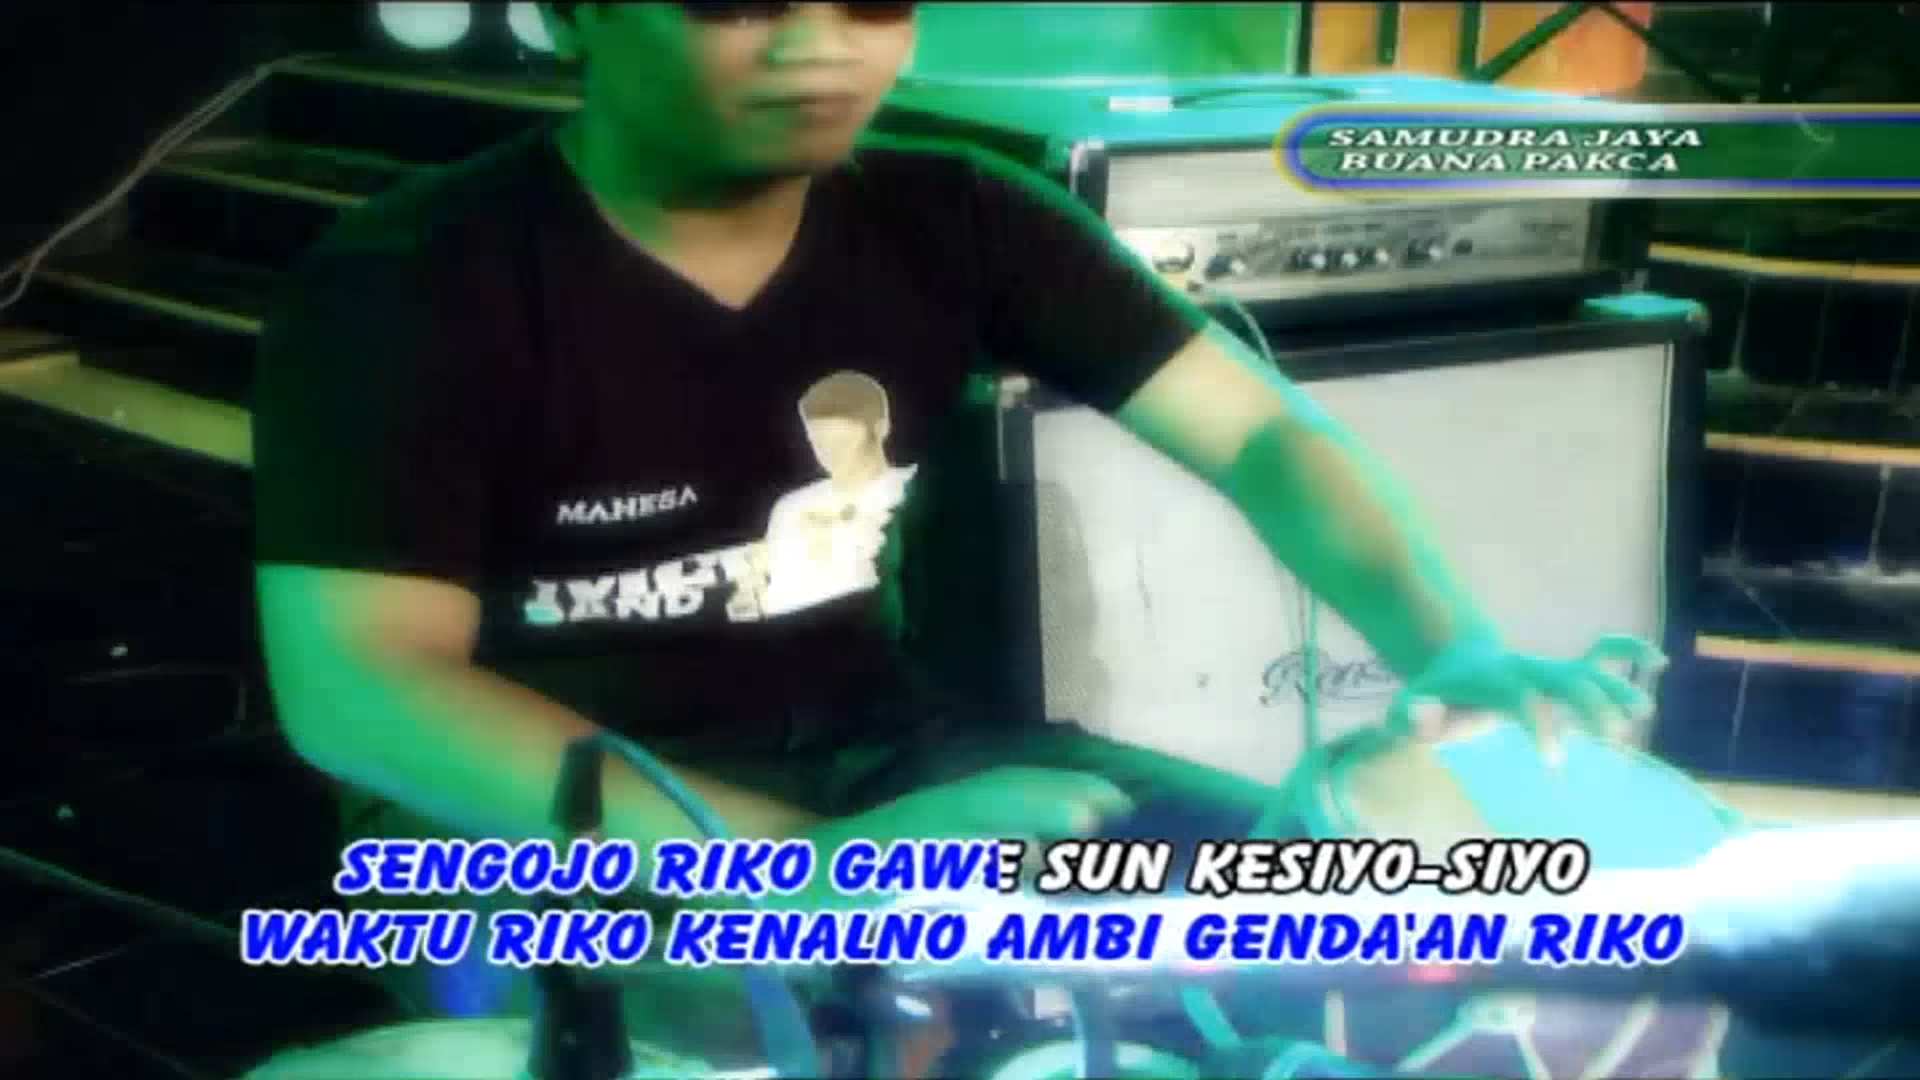 SAMUDRA JAYA
BUANA PAKCA
MAHESA
SENGOJO RIKO GAWE SUN KESIYO-SIYO
WAKTU RIKO KENALNO AMBI GENDA'AN RIKO